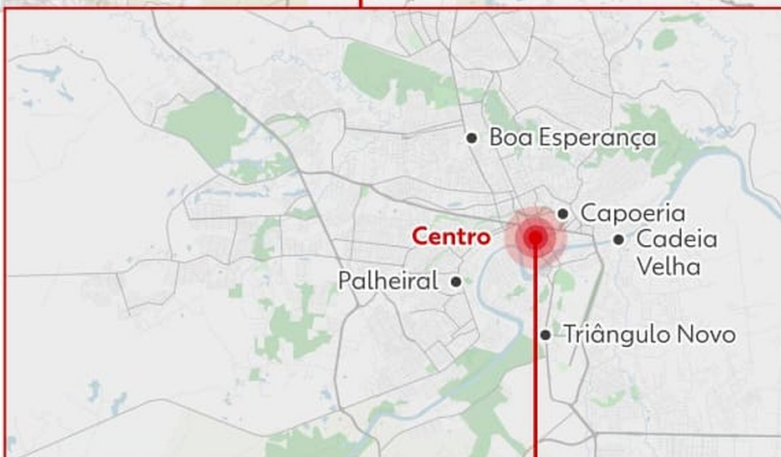 Boa Esperança
Capoeria
Centro
Cadeia
Velha
Palheiral
Triângulo Novo